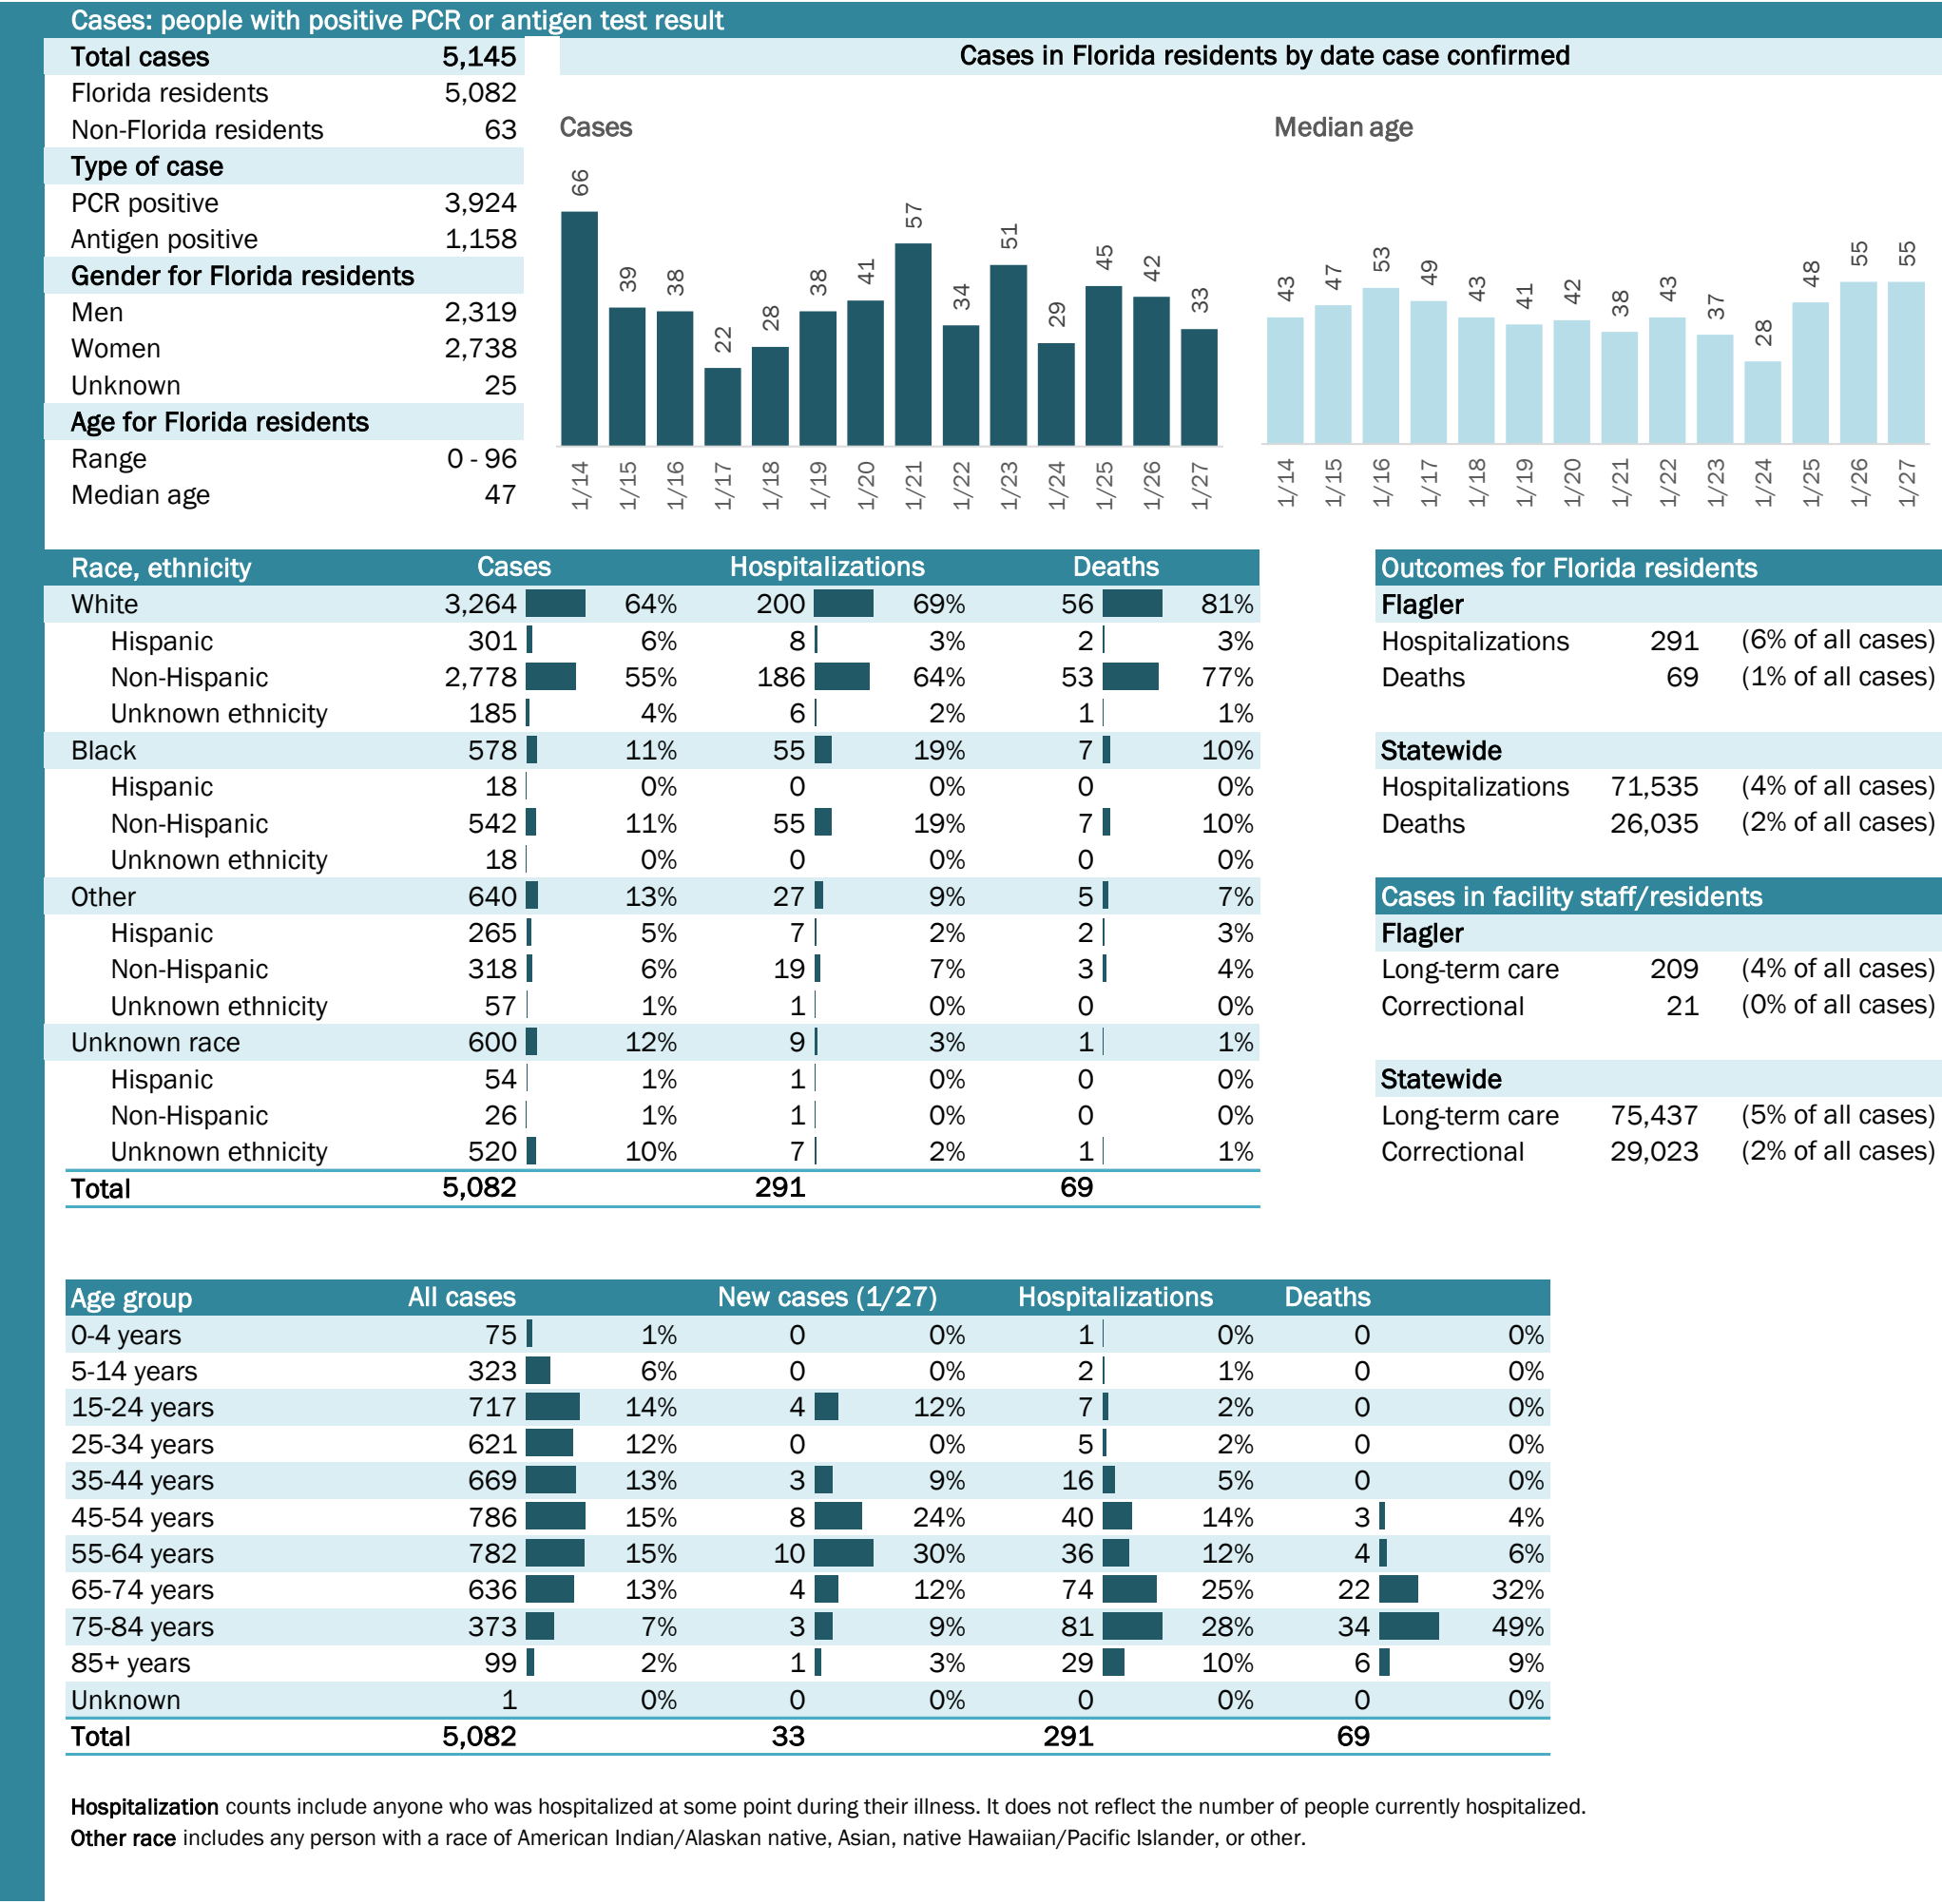 Cases: people with positive PCR or antigen test result
Total cases 5,145
Florida residents 5,082
Non-Florida residents 63
Type of case
PCR positive 3,924
Antigen positive 1,158
Gender for Florida residents
Men 2,319
Women 2,738
Unknown 25
Age for Florida residents
Range 0 - 96
Median age 47
Cases in Florida residents by date case confirmed
Cases
66 39 38 22 28 38 41 57 34 51 29 45 42 33
1/14 1/15 1/16 1/17 1/18 1/19 1/20 1/21 1/22 1/23 1/24 1/25 1/26 1/27
Median age
43 47 53 49 43 41 42 38 43 37 28 48 55 55
1/14 1/15 1/16 1/17 1/18 1/19 1/20 1/21 1/22 1/23 1/24 1/25 1/26 1/27
Race, ethnicity Cases Hospitalizations Deaths
White 3,264 64% 200 69% 56 81%
Hispanic 301 6% 8 3% 2 3%
Non-Hispanic 2,778 55% 186 64% 53 77%
Unknown ethnicity 185 4% 6 2% 1 1%
Black 578 11% 55 19% 7 10%
Hispanic 18 0% 0 0% 0 0%
Non-Hispanic 542 11% 55 19% 7 10%
Unknown ethnicity 18 0% 0 0% 0 0%
Other 640 13% 27 9% 5 7%
Hispanic 265 5% 7 2% 2 3%
Non-Hispanic 318 6% 19 7% 3 4%
Unknown ethnicity 57 1% 1 0% 0 0%
Unknown race 600 12% 9 3% 1 1%
Hispanic 54 1% 1 0% 0 0%
Non-Hispanic 26 1% 1 0% 0 0%
Unknown ethnicity 520 10% 7 2% 1 1%
Total 5,082 291 69
Outcomes for Florida residents
Flagler
Hospitalizations 291 (6% of all cases)
Deaths 69 (1% of all cases)
Statewide
Hospitalizations 71,535 (4% of all cases)
Deaths 26,035 (2% of all cases)
Cases in facility staff/residents
Flagler
Long-term care 209 (4% of all cases)
Correctional 21 (0% of all cases)
Statewide
Long-term care 75,437 (5% of all cases)
Correctional 29,023 (2% of all cases)
Age group All cases New cases (1/27) Hospitalizations Deaths
0-4 years 75 1% 0 0% 1 0% 0 0%
5-14 years 323 6% 0 0% 2 1% 0 0%
15-24 years 717 14% 4 12% 7 2% 0 0%
25-34 years 621 12% 0 0% 5 2% 0 0%
35-44 years 669 13% 3 9% 16 5% 0 0%
45-54 years 786 15% 8 24% 40 14% 3 4%
55-64 years 782 15% 10 30% 36 12% 4 6%
65-74 years 636 13% 4 12% 74 25% 22 32%
75-84 years 373 7% 3 9% 81 28% 34 49%
85+ years 99 2% 1 3% 29 10% 6 9%
Unknown 1 0% 0 0% 0 0% 0 0%
Total 5,082 33 291 69
Hospitalization counts include anyone who was hospitalized at some point during their illness. It does not reflect the number of people currently hospitalized.
Other race includes any person with a race of American Indian/Alaskan native, Asian, native Hawaiian/Pacific Islander, or other.